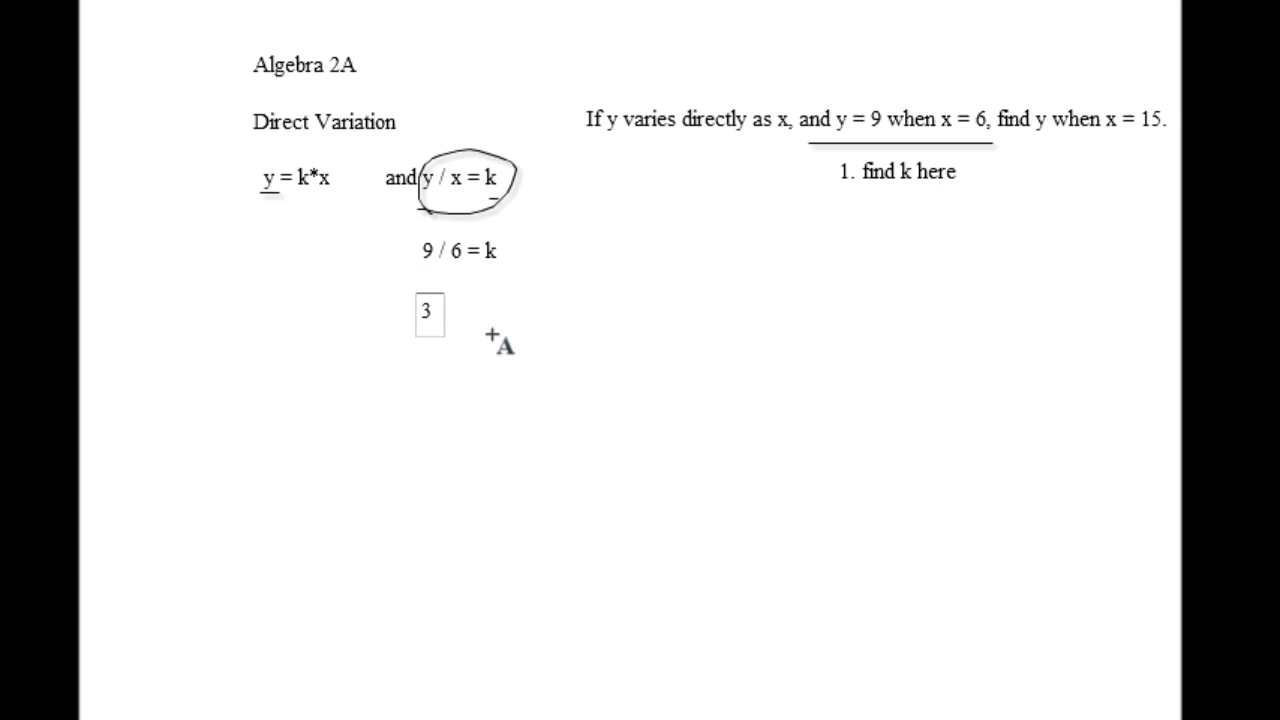 Algebra 2A
Direct Variation
If y varies directly as x, and y = 9 when x = 6, find y when x = 15.
y = k*x and y / x = k
1. find k here
9 / 6 = k
3
A